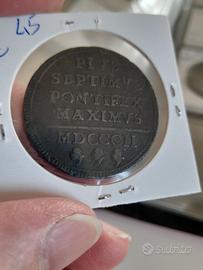 PIVS
SEPTIMVS
PONTIFEX
MAXIMVS
MDCCCII
subito